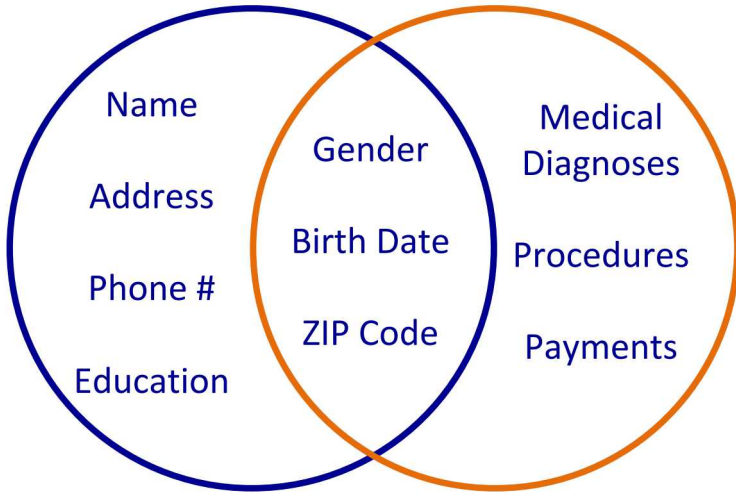 Name
Address
Phone #
Education
Gender
Birth Date
ZIP Code
Medical
Diagnoses
Procedures
Payments